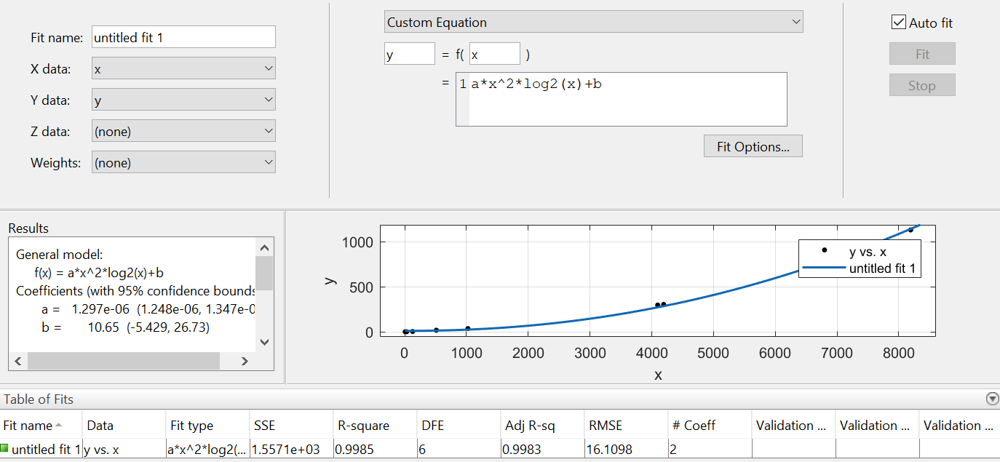 Fit name: untitled fit 1
X data: x
Y data: y
Z data: (none)
Weights: (none)
Custom Equation
y = f( x )
= 1 a*x^2*log2(x)+b
Fit Options...
Auto fit
Fit
Stop
Results
General model:
f(x) = a*x^2*log2(x)+b
Coefficients (with 95% confidence bounds
a = 1.297e-06 (1.248e-06, 1.347e-0
b = 10.65 (-5.429, 26.73)
1000
500
0
y
0 1000 2000 3000 4000 5000 6000 7000 8000
x
y vs. x
untitled fit 1
Table of Fits
Fit name Data Fit type SSE R-square DFE Adj R-sq RMSE # Coeff Validation ... Validation ... Validation ...
untitled fit 1 y vs. x a*x^2*log2(... 1.5571e+03 0.9985 6 0.9983 16.1098 2